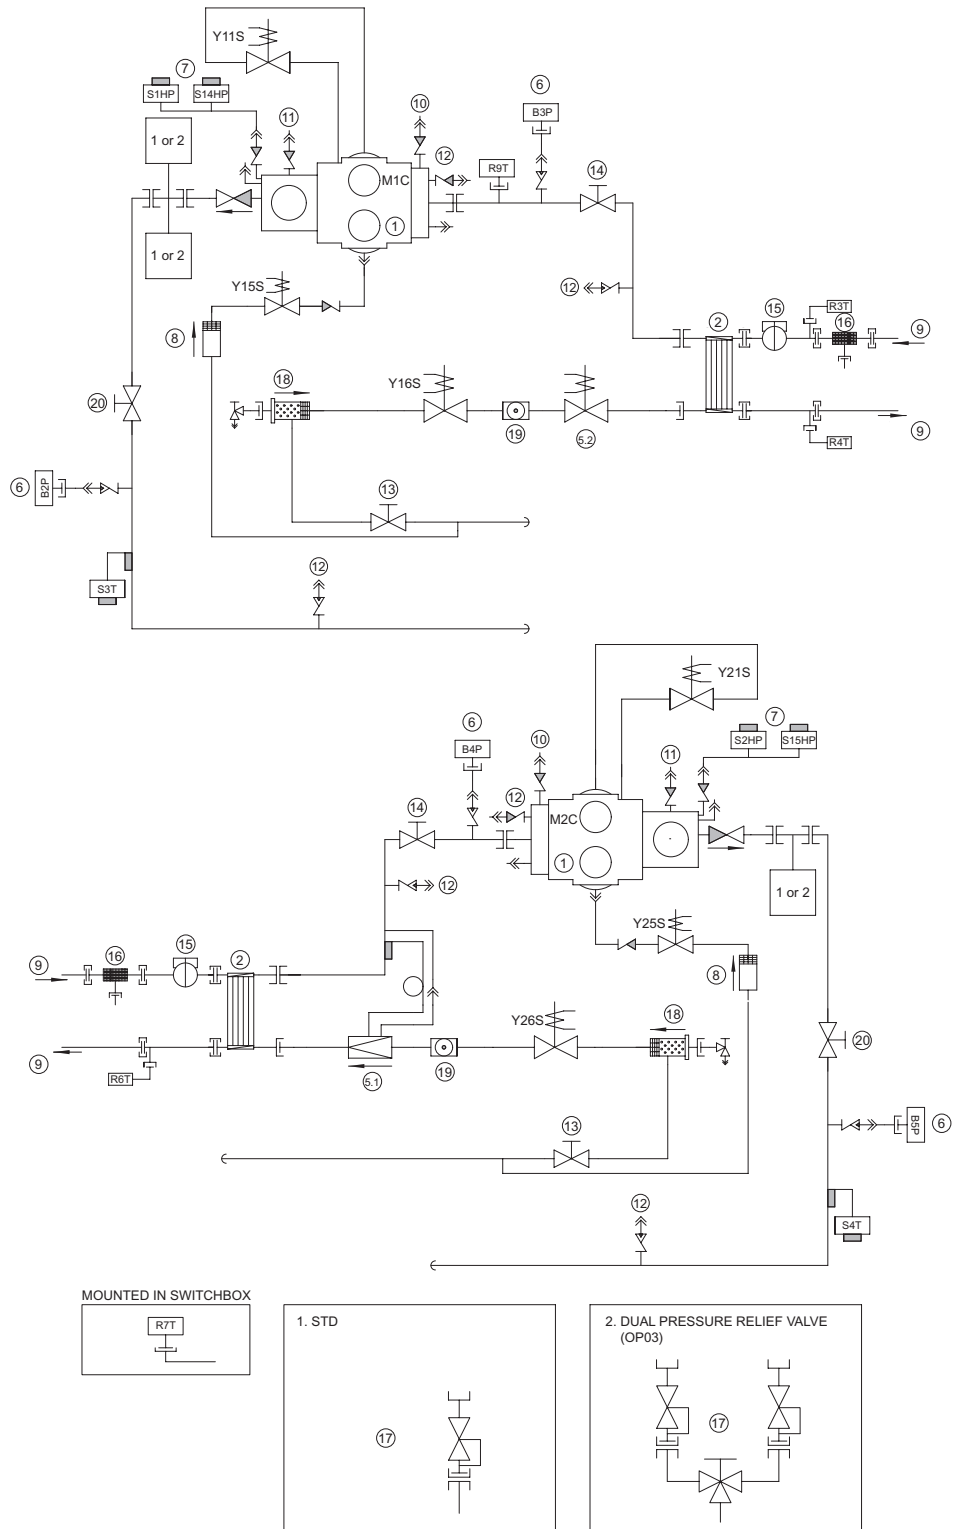 Y11S
7
S1HP
S14HP
11
10
6
B3P
1 or 2
M1C
12
R9T
14
1
1 or 2
Y15S
12
8
2
15
R3T
16
9
18
Y16S
20
19
5.2
9
R4T
6
B2P
13
S3T
12
Y21S
6
B4P
10
7
S2HP
S15HP
11
14
12
M2C
1
1 or 2
12
Y25S
9
16
15
2
8
Y26S
18
20
9
R6T
5.1
19
13
B5P
6
12
S4T
MOUNTED IN SWITCHBOX
R7T
1. STD
17
2. DUAL PRESSURE RELIEF VALVE
(OP03)
17